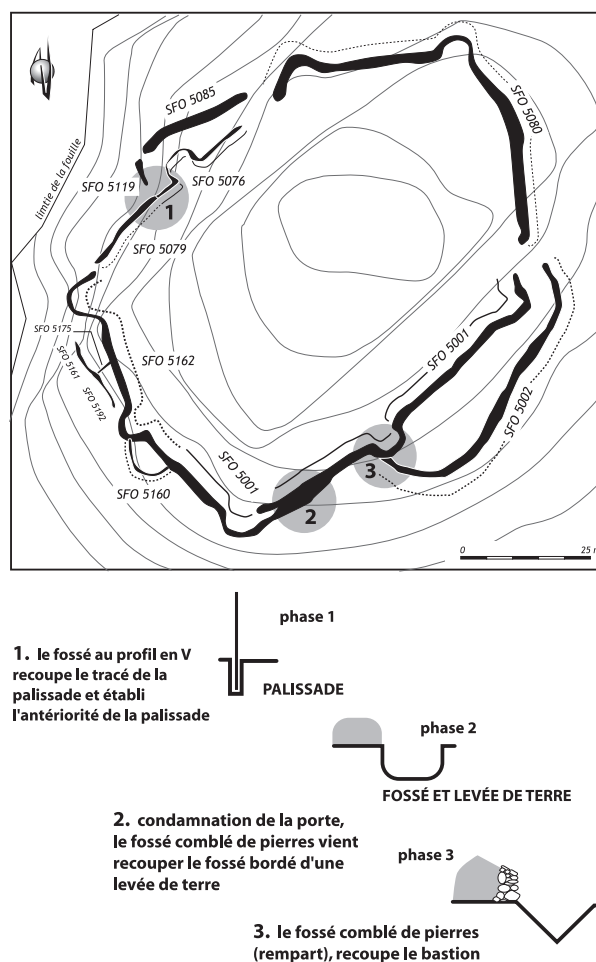 SFO 5085
SFO 5080
limtie de la fouille
SFO 5119
SFO 5076
1
SFO 5079
SFO 5175
SFO 5162
SFO 5161
SFO 5192
SFO 5001
SFO 5002
3
SFO 5160
SFO 5001
2
0
25 m
phase 1
1. le fossé au profil en V
recoupe le tracé de la
palissade et établi
l'antériorité de la palissade
PALISSADE
phase 2
FOSSÉ ET LEVÉE DE TERRE
2. condamnation de la porte,
le fossé comblé de pierres vient
recouper le fossé bordé d'une
levée de terre
phase 3
3. le fossé comblé de pierres
(rempart), recoupe le bastion